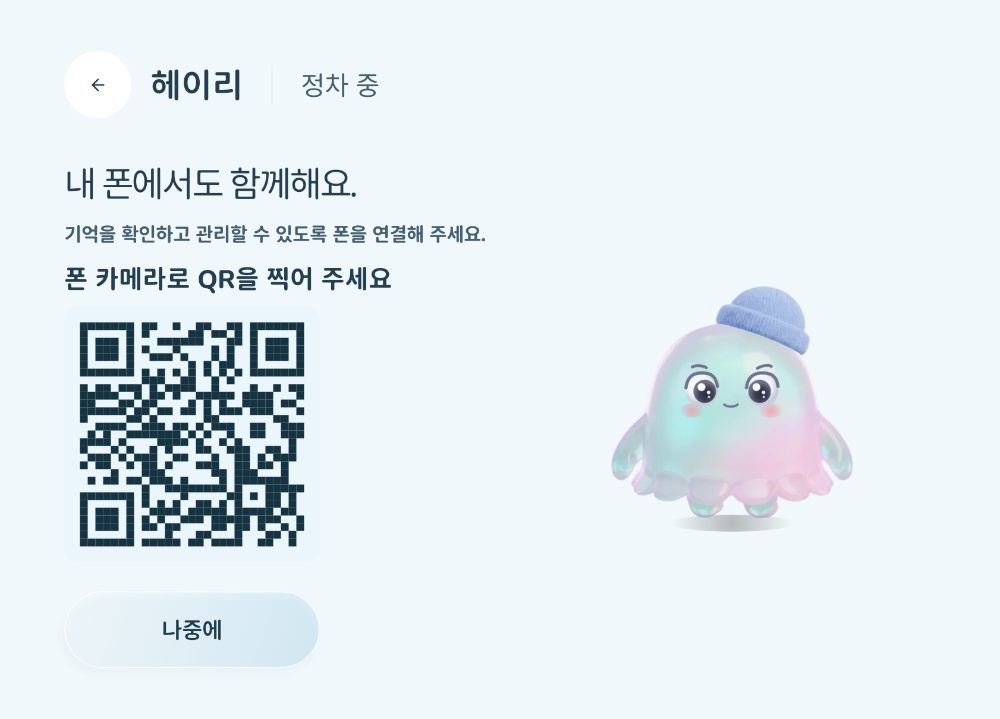 헤이리
정차 중
내 폰에서도 함께해요.
기억을 확인하고 관리할 수 있도록 폰을 연결해 주세요.
폰 카메라로 QR을 찍어 주세요
나중에